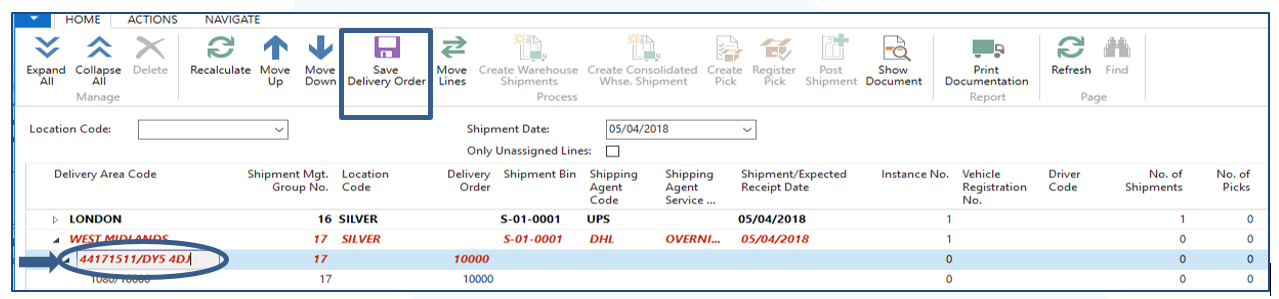 HOME ACTIONS NAVIGATE
Expand All Collapse All Delete Recalculate Move Up Move Down Save Delivery Order Move Lines Create Warehouse Shipments Create Consolidated Whse. Shipment Create Pick Register Pick Post Shipment Show Document Print Documentation Refresh Find
Manage Process Report Page
Location Code: Shipment Date: 05/04/2018
Only Unassigned Lines:
Delivery Area Code Shipment Mgt. Group No. Location Code Delivery Order Shipment Bin Shipping Agent Code Shipping Agent Service ... Shipment/Expected Receipt Date Instance No. Vehicle Registration No. Driver Code No. of Shipments No. of Picks
LONDON 16 SILVER S-01-0001 UPS 05/04/2018 1 1 0
WEST MIDLANDS 17 SILVER S-01-0001 DHL OVERNI... 05/04/2018 1 0 0
44171511/DY5 4DJ 17 10000 0 0 0
1080/10000 17 10000 0 0 0